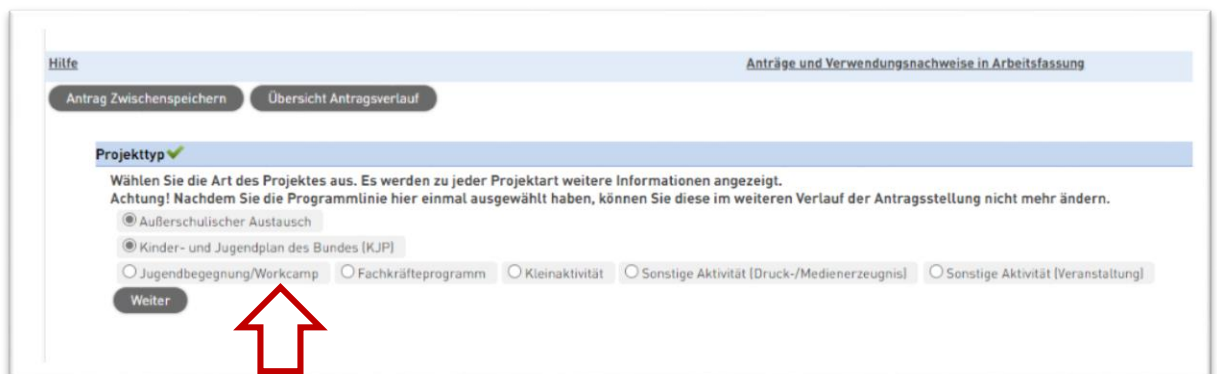 Hilfe Anträge und Verwendungsnachweise in Arbeitsfassung
Antrag Zwischenspeichern Übersicht Antragsverlauf
Projekttyp
Wählen Sie die Art des Projektes aus. Es werden zu jeder Projektart weitere Informationen angezeigt.
Achtung! Nachdem Sie die Programmlinie hier einmal ausgewählt haben, können Sie diese im weiteren Verlauf der Antragsstellung nicht mehr ändern.
Außerschulischer Austausch
Kinder- und Jugendplan des Bundes (KJP)
Jugendbegegnung/Workcamp Fachkräfteprogramm Kleinaktivität Sonstige Aktivität (Druck-/Medienerzeugnis) Sonstige Aktivität (Veranstaltung)
Weiter